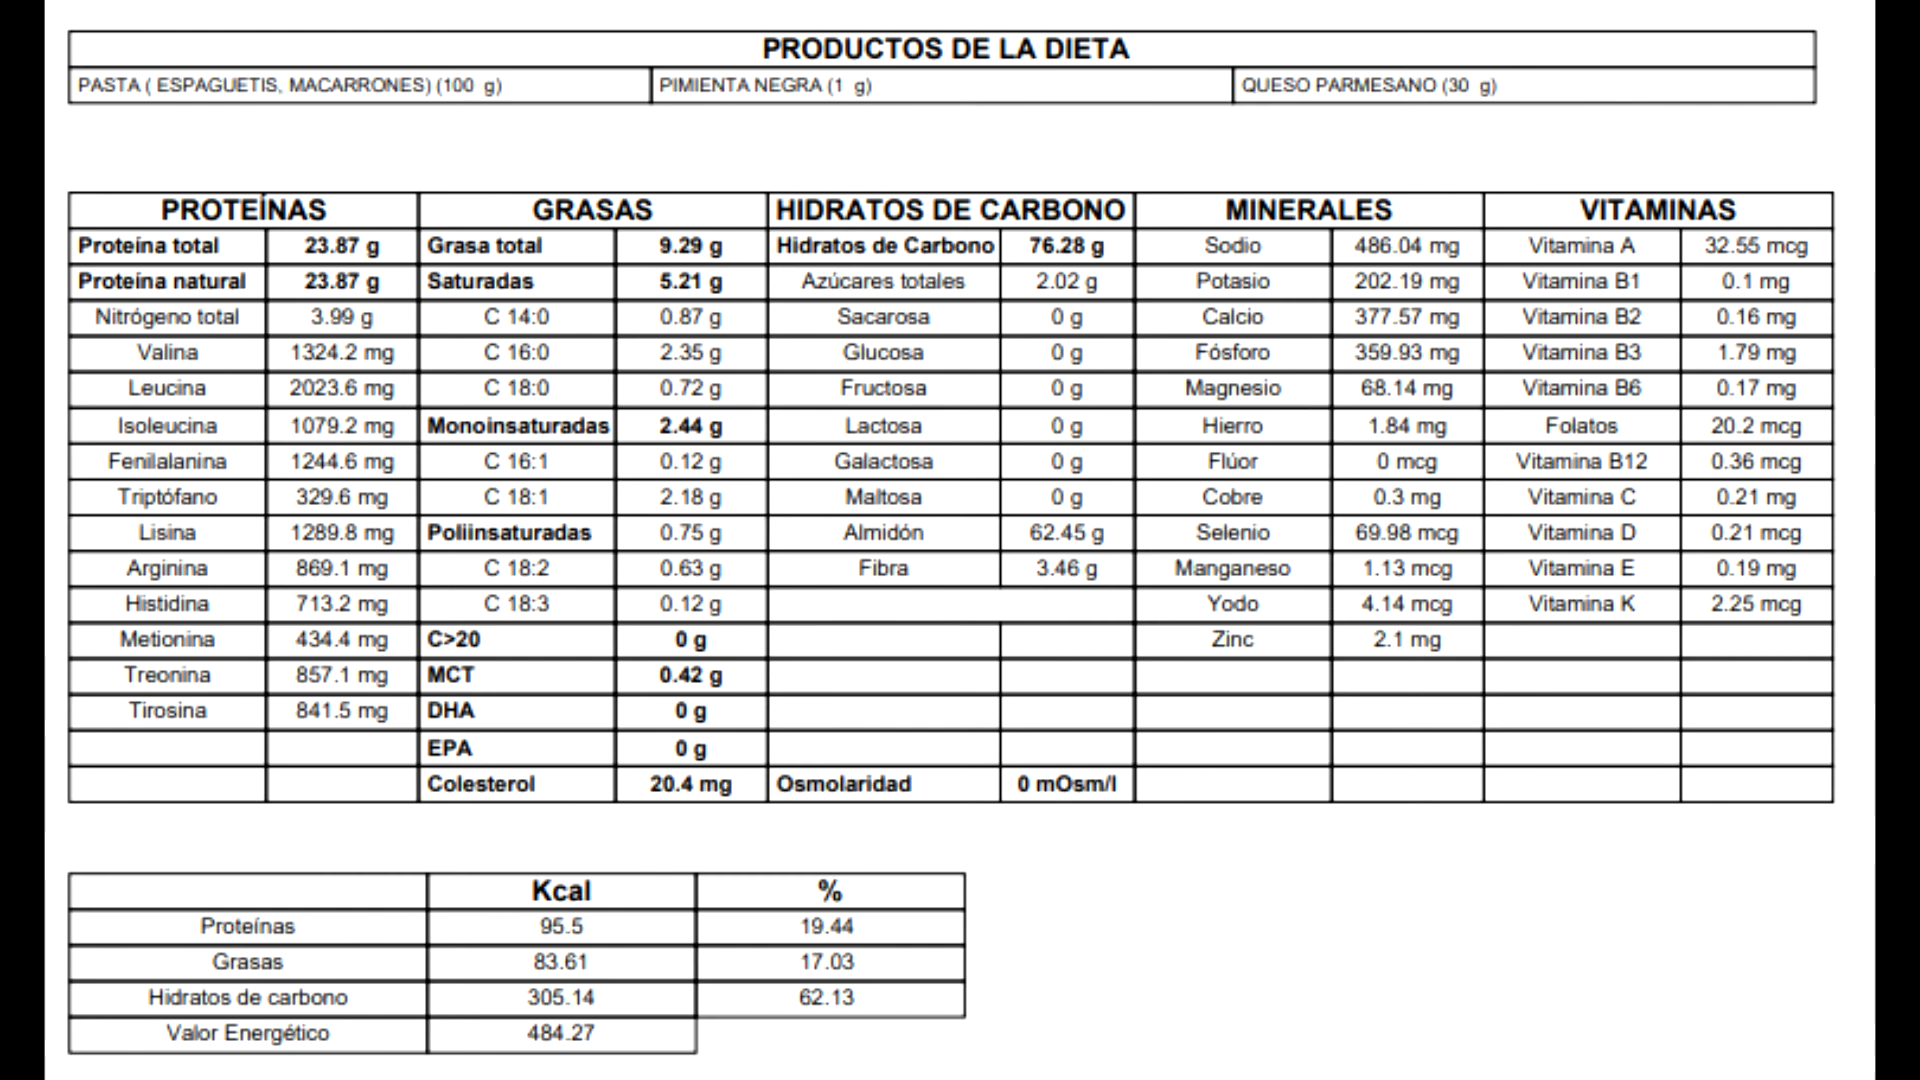 PRODUCTOS DE LA DIETA
PASTA ( ESPAGUETIS, MACARRONES) (100 g) PIMIENTA NEGRA (1 g) QUESO PARMESANO (30 g)
PROTEÍNAS GRASAS HIDRATOS DE CARBONO MINERALES VITAMINAS
Proteína total 23.87 g Grasa total 9.29 g Hidratos de Carbono 76.28 g Sodio 486.04 mg Vitamina A 32.55 mcg
Proteína natural 23.87 g Saturadas 5.21 g Azúcares totales 2.02 g Potasio 202.19 mg Vitamina B1 0.1 mg
Nitrógeno total 3.99 g C 14:0 0.87 g Sacarosa 0 g Calcio 377.57 mg Vitamina B2 0.16 mg
Valina 1324.2 mg C 16:0 2.35 g Glucosa 0 g Fósforo 359.93 mg Vitamina B3 1.79 mg
Leucina 2023.6 mg C 18:0 0.72 g Fructosa 0 g Magnesio 68.14 mg Vitamina B6 0.17 mg
Isoleucina 1079.2 mg Monoinsaturadas 2.44 g Lactosa 0 g Hierro 1.84 mg Folatos 20.2 mcg
Fenilalanina 1244.6 mg C 16:1 0.12 g Galactosa 0 g Flúor 0 mcg Vitamina B12 0.36 mcg
Triptófano 329.6 mg C 18:1 2.18 g Maltosa 0 g Cobre 0.3 mg Vitamina C 0.21 mg
Lisina 1289.8 mg Poliinsaturadas 0.75 g Almidón 62.45 g Selenio 69.98 mcg Vitamina D 0.21 mcg
Arginina 869.1 mg C 18:2 0.63 g Fibra 3.46 g Manganeso 1.13 mcg Vitamina E 0.19 mg
Histidina 713.2 mg C 18:3 0.12 g Yodo 4.14 mcg Vitamina K 2.25 mcg
Metionina 434.4 mg C>20 0 g Zinc 2.1 mg
Treonina 857.1 mg MCT 0.42 g
Tirosina 841.5 mg DHA 0 g
EPA 0 g
Colesterol 20.4 mg Osmolaridad 0 mOsm/l
Kcal %
Proteínas 95.5 19.44
Grasas 83.61 17.03
Hidratos de carbono 305.14 62.13
Valor Energético 484.27